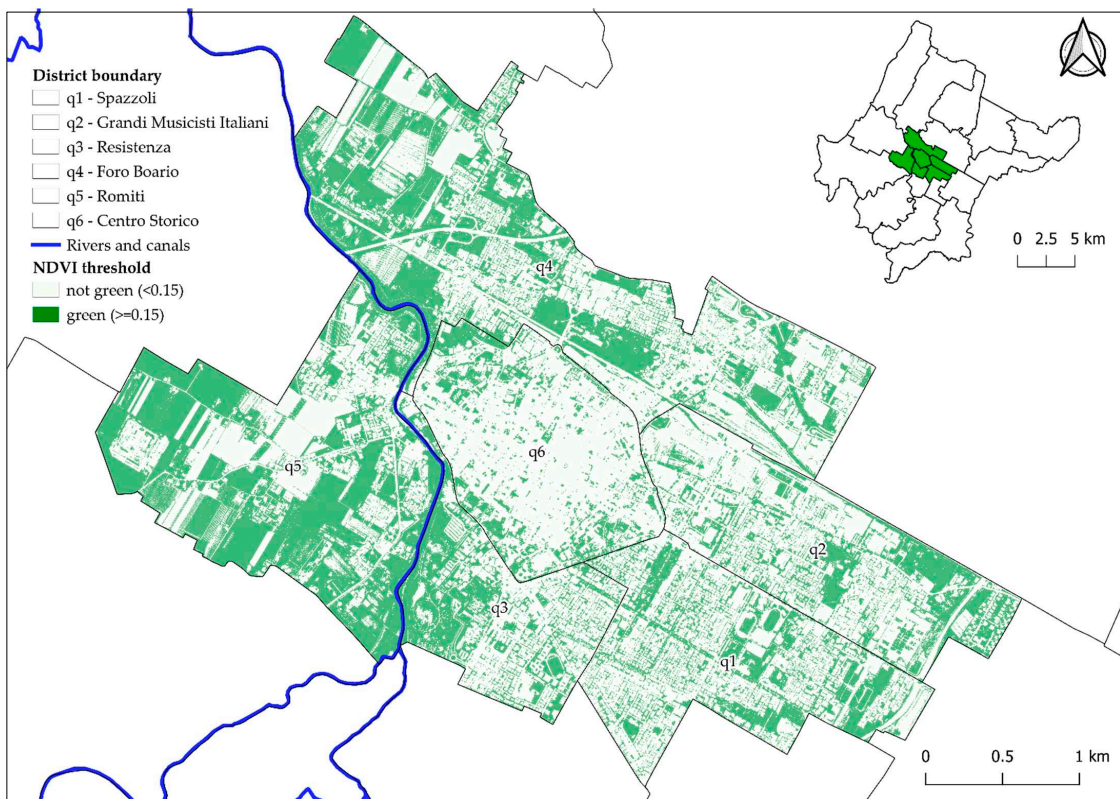 District boundary
q1 - Spazzoli
q2 - Grandi Musicisti Italiani
q3 - Resistenza
q4 - Foro Boario
q5 - Romiti
q6 - Centro Storico
Rivers and canals
NDVI threshold
not green (<0.15)
green (>=0.15)
0 2.5 5 km
q4
q6
q5
q2
q3
q1
0 0.5 1 km